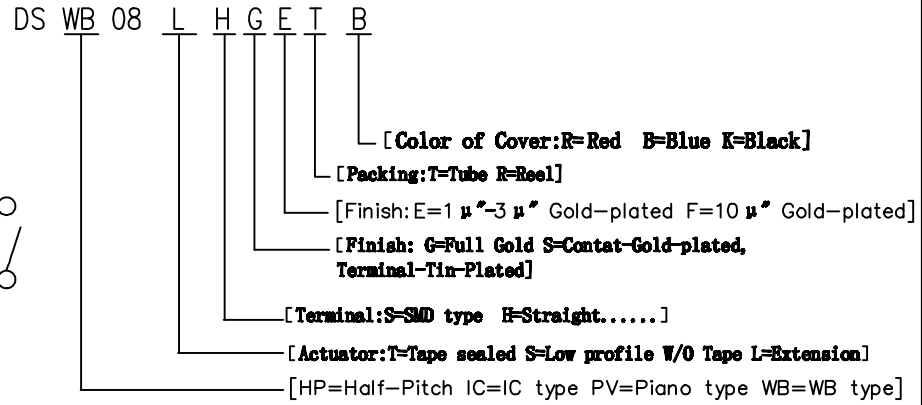 DS WB 08 L H G E T B
[Color of Cover:R=Red B=Blue K=Black]
[Packing:T=Tube R=Reel]
[Finish:E=1 μ"-3 μ" Gold-plated F=10 μ" Gold-plated]
[Finish: G=Full Gold S=Contat-Gold-plated,
Terminal-Tin-Plated]
[Terminal:S=SMD type H=Straight......]
[Actuator:T=Tape sealed S=Low profile W/O Tape L=Extension]
[HP=Half-Pitch IC=IC type PV=Piano type WB=WB type]